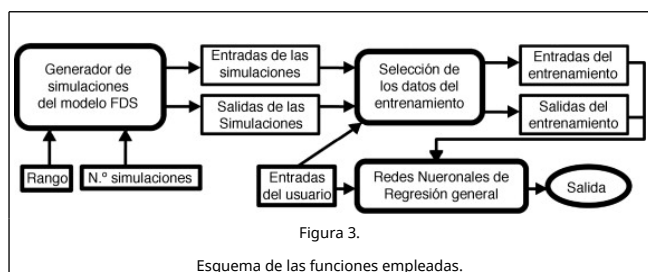 Generador de
simulaciones
del modelo FDS
Entradas de las
simulaciones
Salidas de las
Simulaciones
Selección de
los datos del
entrenamiento
Entradas del
entrenamiento
Salidas del
entrenamiento
Rango
N.º simulaciones
Entradas
del usuario
Redes Nueronales de
Regresión general
Salida
Figura 3.
Esquema de las funciones empleadas.